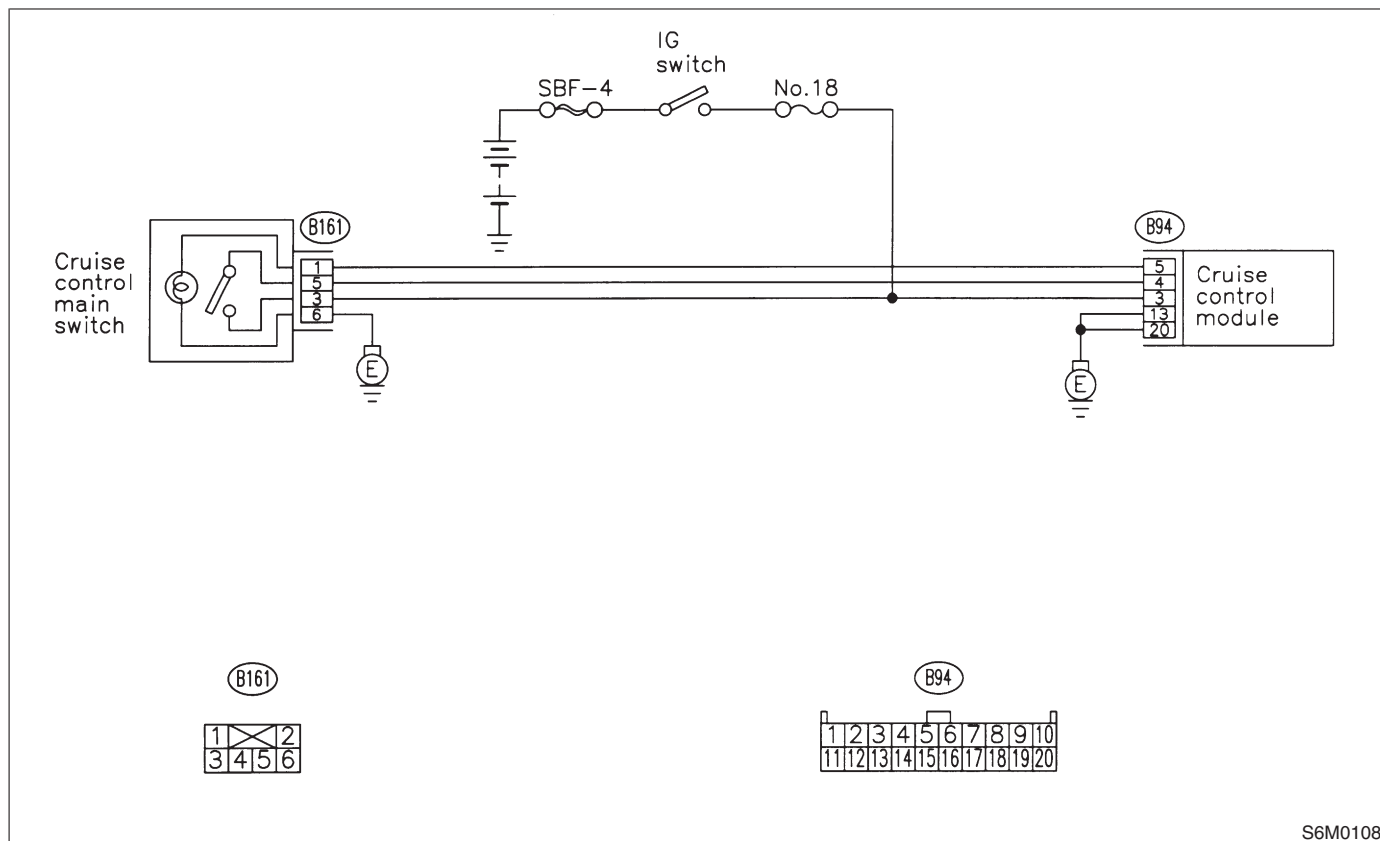 IG
switch
SBF-4
No.18
B161
B94
Cruise
control
main
switch
1
5
3
6
5
4
3
13
20
Cruise
control
module
E
E
B161
B94
1 2
3 4 5 6
1 2 3 4 5 6 7 8 9 10
11 12 13 14 15 16 17 18 19 20
S6M0108